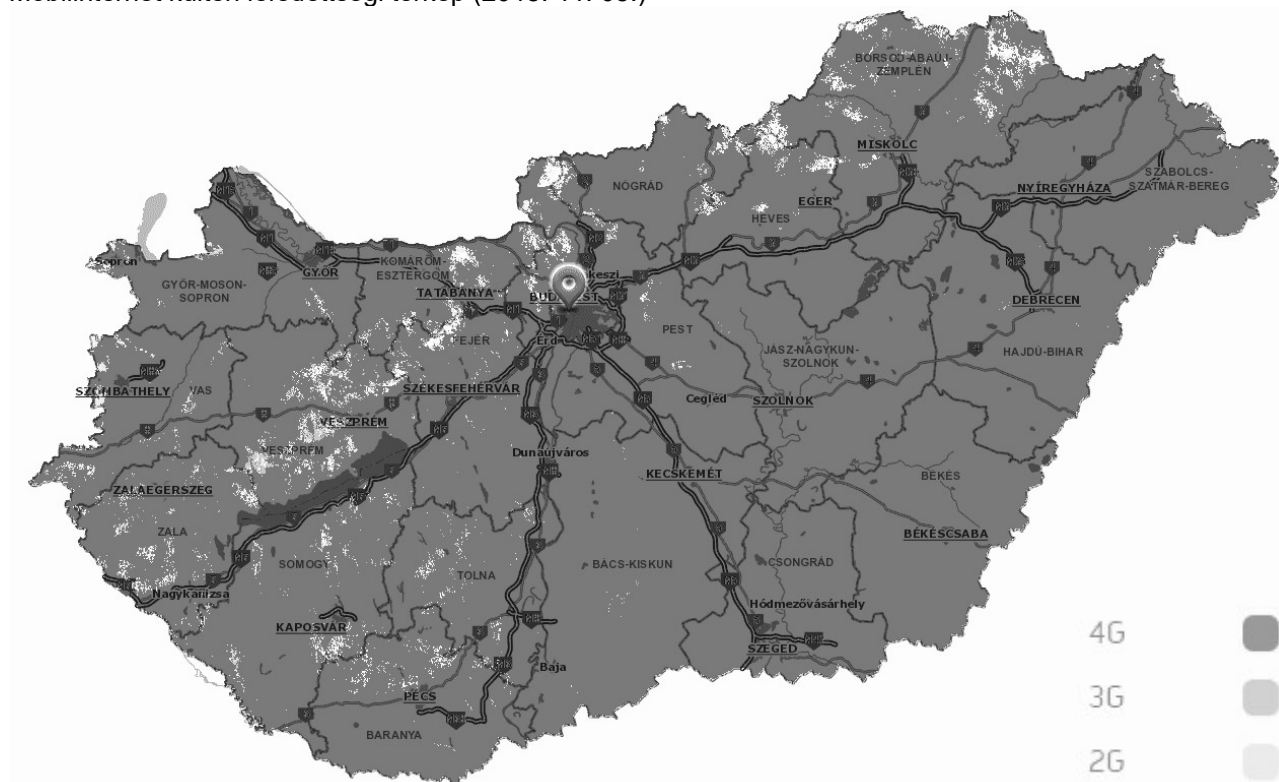 BORSOD-ABAÚJ-
ZEMPLÉN
MISKOLC
NÓGRÁD
SZABOLCS-
SZATMÁR-BEREG
NYÍREGYHÁZA
EGER
HEVES
Sopron
GYŐR
KOMÁROM-
ESZTERGOM
keszi
GYŐR-MOSON-
SOPRON
TATABÁNYA
BUDAPEST
DEBRECEN
PEST
FEJÉR
Érd
JÁSZ-NAGYKUN-
SZOLNOK
HAJDÚ-BIHAR
SZOMBATHELY
VAS
SZÉKESFEHÉRVÁR
Cegléd
SZOLNOK
VESZPRÉM
VESZPRÉM
Dunaújváros
KECSKEMÉT
BÉKÉS
ZALAEGERSZEG
ZALA
BÉKÉSCSABA
SOMOGY
TOLNA
BÁCS-KISKUN
CSONGRÁD
Nagykanizsa
Hódmezővásárhely
KAPOSVÁR
SZEGED
4G
Baja
PÉCS
3G
BARANYA
2G